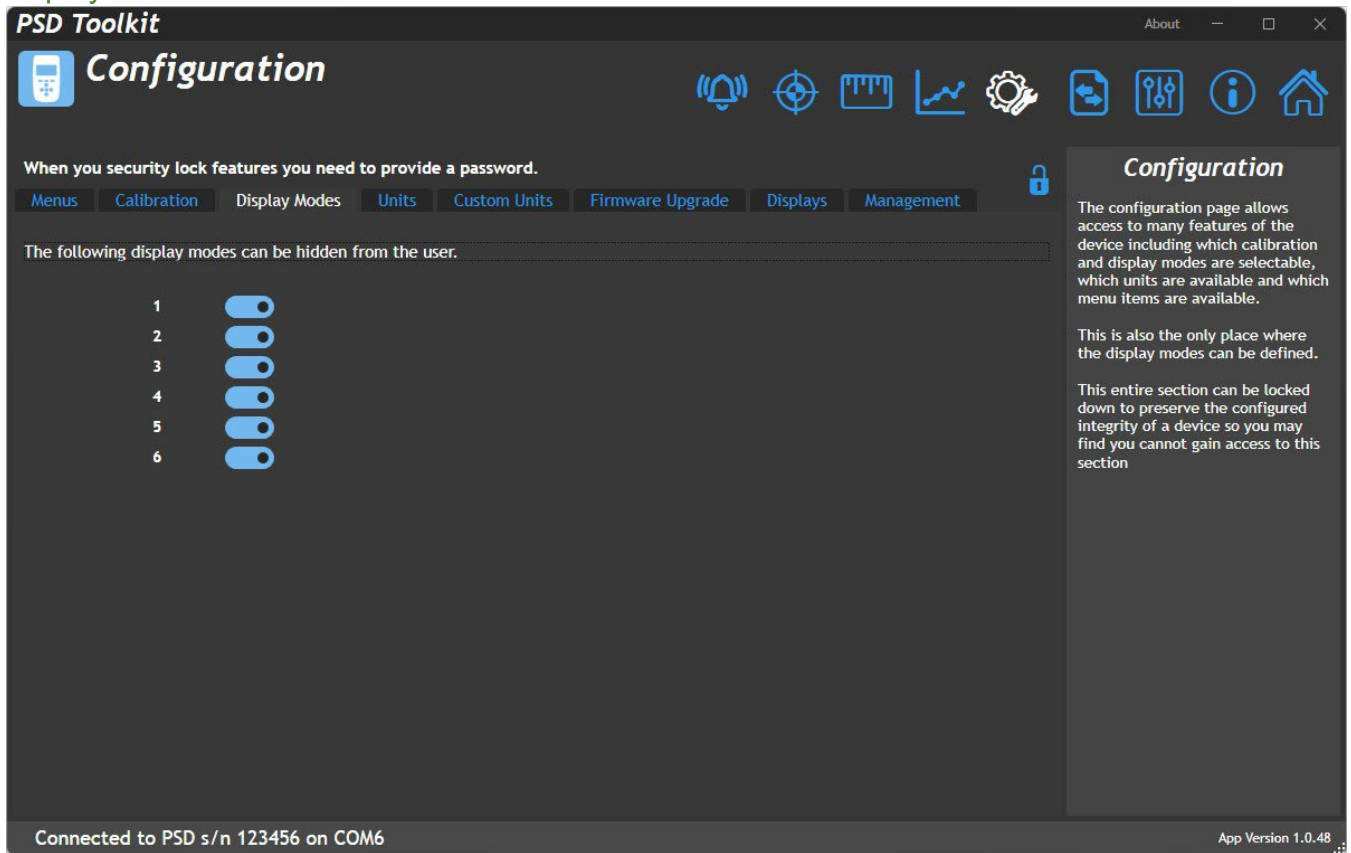 PSD Toolkit
About
Configuration
When you security lock features you need to provide a password.
Menus Calibration Display Modes Units Custom Units Firmware Upgrade Displays Management
The following display modes can be hidden from the user.
1
2
3
4
5
6
Configuration
The configuration page allows
access to many features of the
device including which calibration
and display modes are selectable,
which units are available and which
menu items are available.
This is also the only place where
the display modes can be defined.
This entire section can be locked
down to preserve the configured
integrity of a device so you may
find you cannot gain access to this
section
Connected to PSD s/n 123456 on COM6
App Version 1.0.48